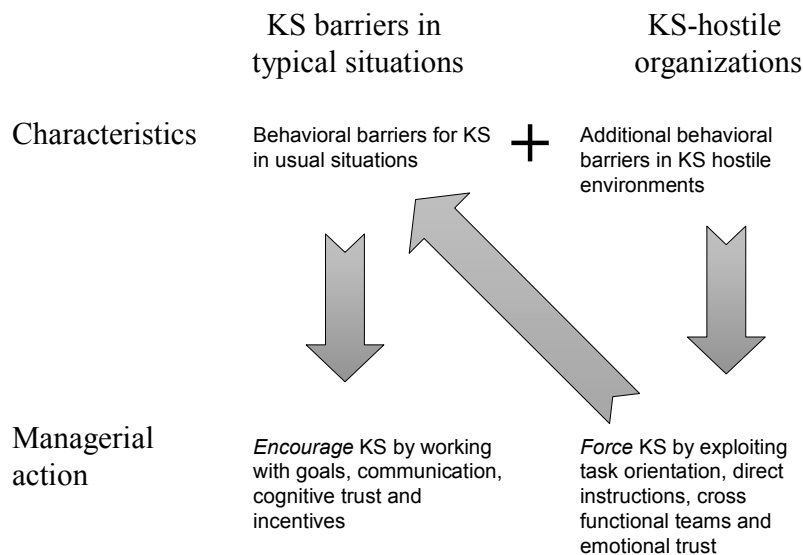 KS barriers in
typical situations
KS-hostile
organizations
Characteristics
Behavioral barriers for KS
in usual situations
+
Additional behavioral
barriers in KS hostile
environments
Managerial
action
Encourage KS by working
with goals, communication,
cognitive trust and
incentives
Force KS by exploiting
task orientation, direct
instructions, cross
functional teams and
emotional trust